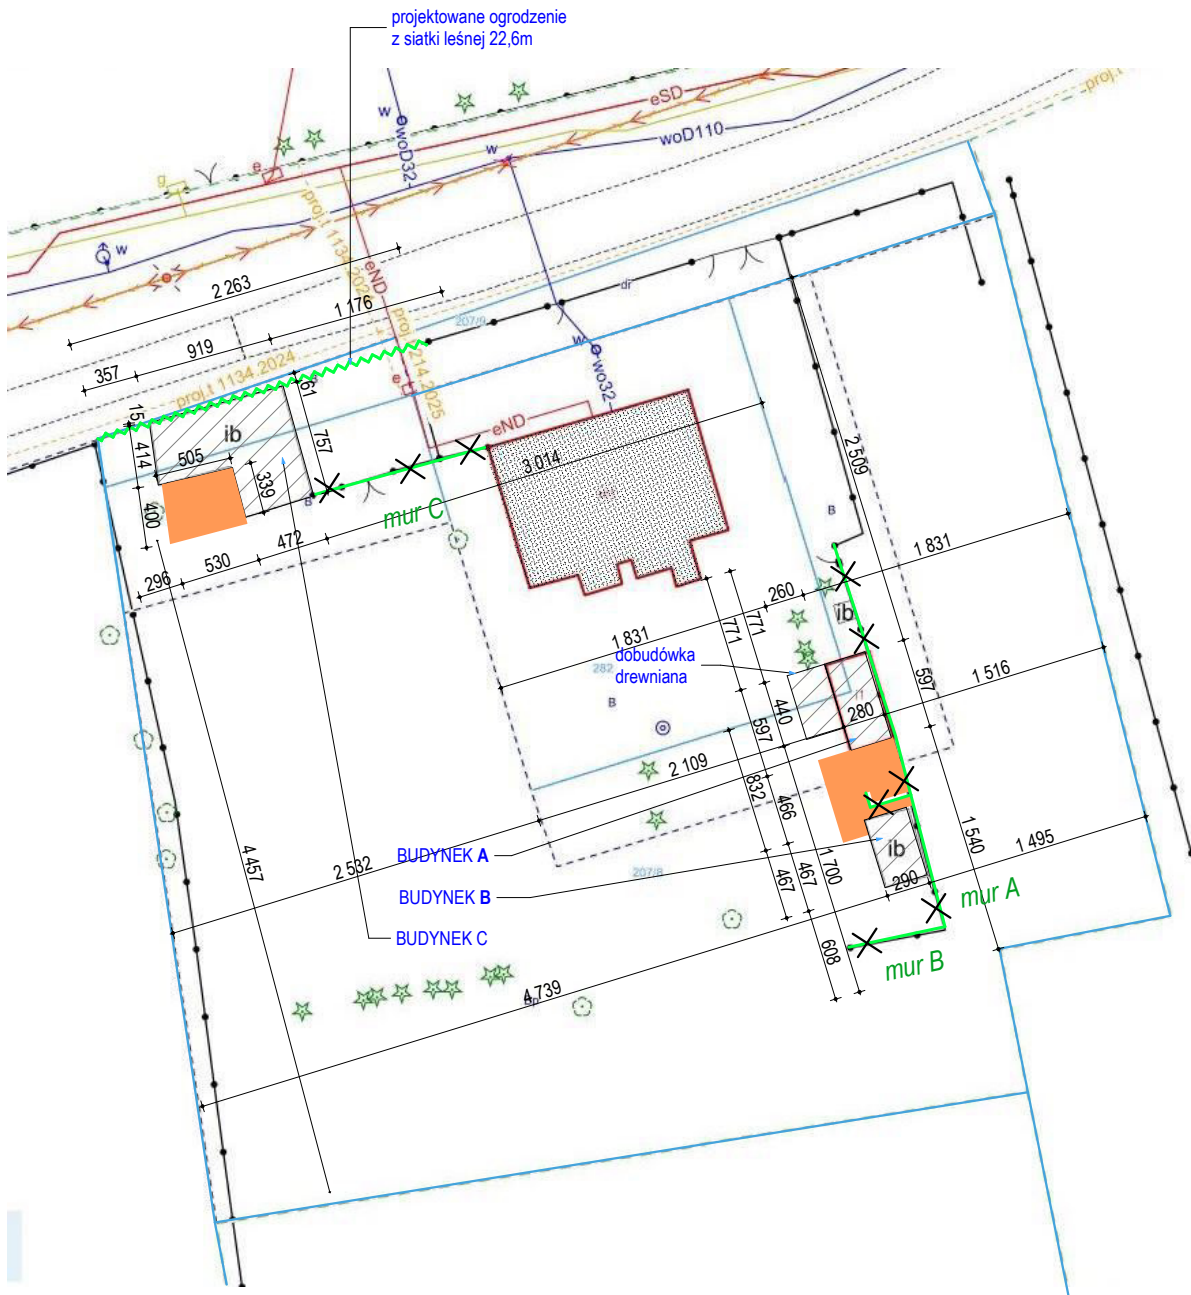 projektowane ogrodzenie
z siatki leśnej 22,6m
proj.t
eSD
w
woD32-
woD110
w
e
g
proj.t 1134.2024
w
eND
2 263
1 176
dr
207/9
919
proj.t 1134.2024
357
w
wo32-
e
61
15
ib
757
eND
414
505
3 014
2 509
339
400
mur C
B
B
472
530
296
1 831
260
1 831
771
771
ib
dobudówka
drewniana
282
B
1 516
597
440
280
597
2 109
832
466
1 540
1 495
4 457
2 532
BUDYNEK A
ib
207/8
1 700
467
467
290
BUDYNEK B
mur A
BUDYNEK C
608
mur B
4 739